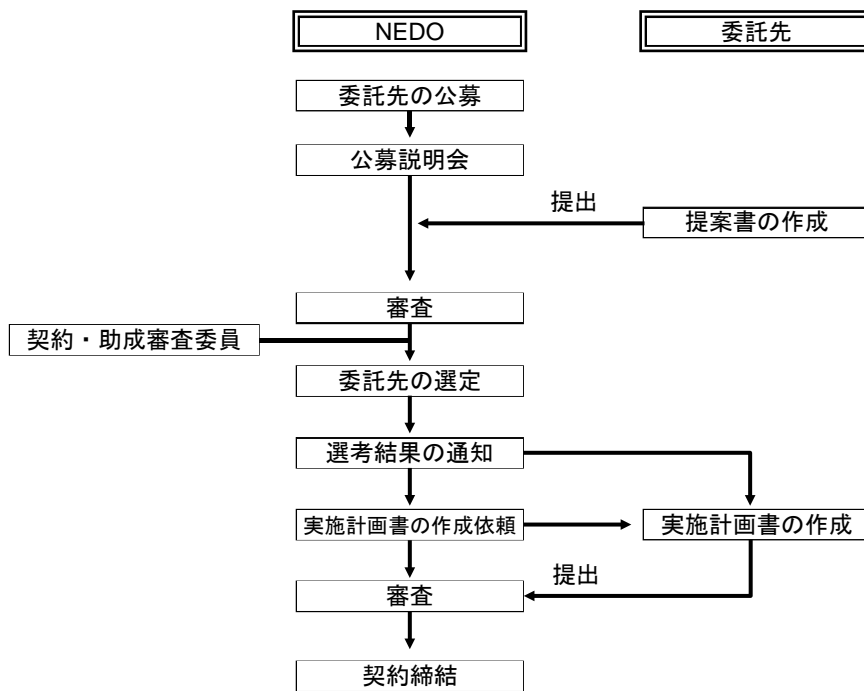 NEDO
委託先
委託先の公募
公募説明会
提出
提案書の作成
審査
契約・助成審査委員
委託先の選定
選考結果の通知
実施計画書の作成依頼
実施計画書の作成
提出
審査
契約締結